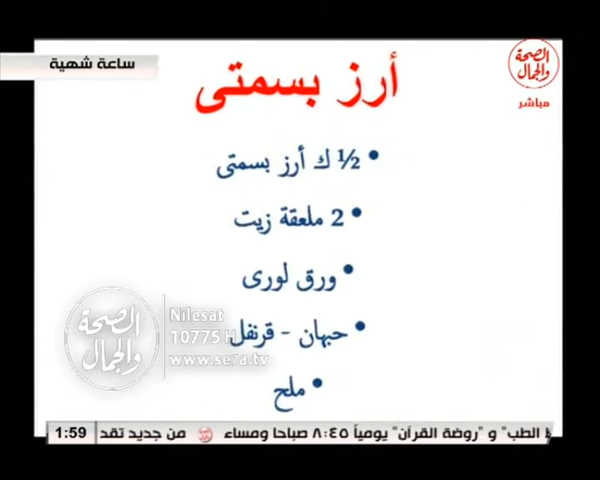 ساعة شهية
الصحة
والجمال
مباشر
أرز بسمتى
• ½ ك أرز بسمتى
• 2 ملعقة زيت
• ورق لورى
• حبهان - قرنفل
• ملح
الصحة
والجمال
Nilesat
10775 H
www.se7a.tv
الطب" و "روضة القرآن" يومياً ٨:٤٥ صباحا ومساء
من جديد تقد
1:59